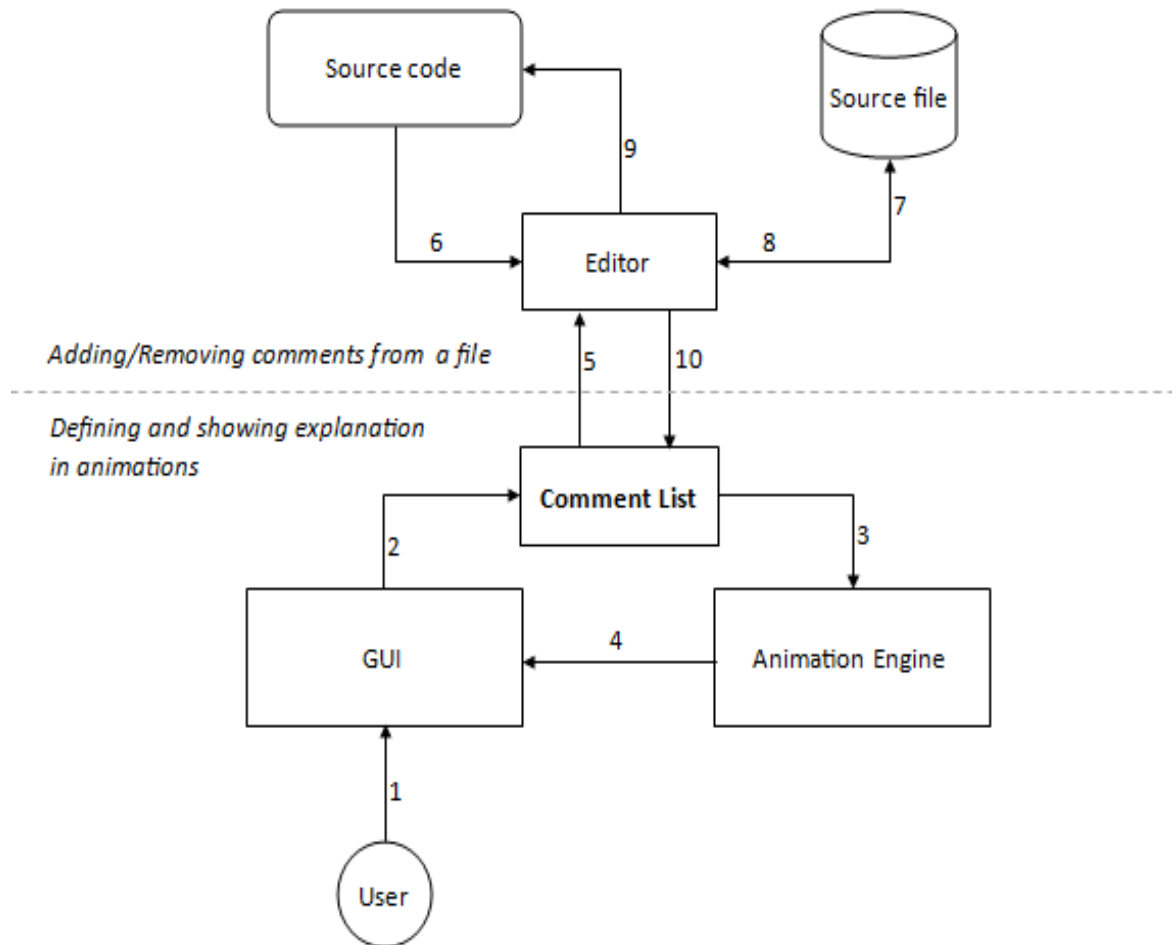 Source code
Source file
9
7
6
8
Editor
Adding/Removing comments from a file
5
10
Defining and showing explanation
in animations
Comment List
2
3
GUI
4
Animation Engine
1
User